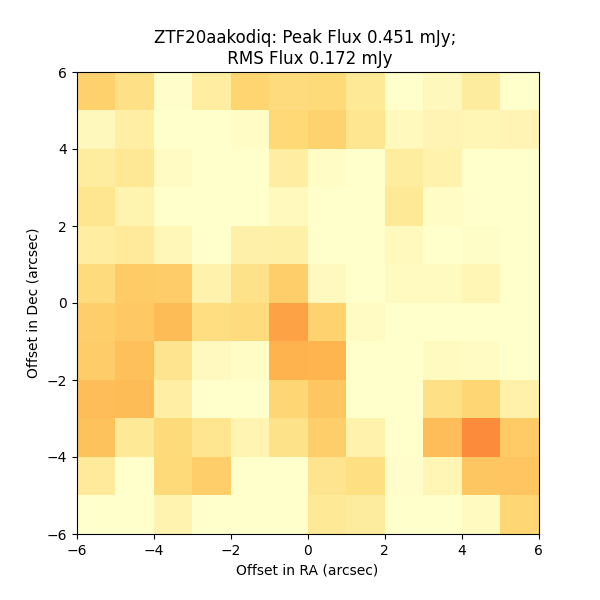 ZTF20aakodiq: Peak Flux 0.451 mJy;
RMS Flux 0.172 mJy
6
4
2
0
−2
−4
−6
Offset in Dec (arcsec)
−6 −4 −2 0 2 4 6
Offset in RA (arcsec)